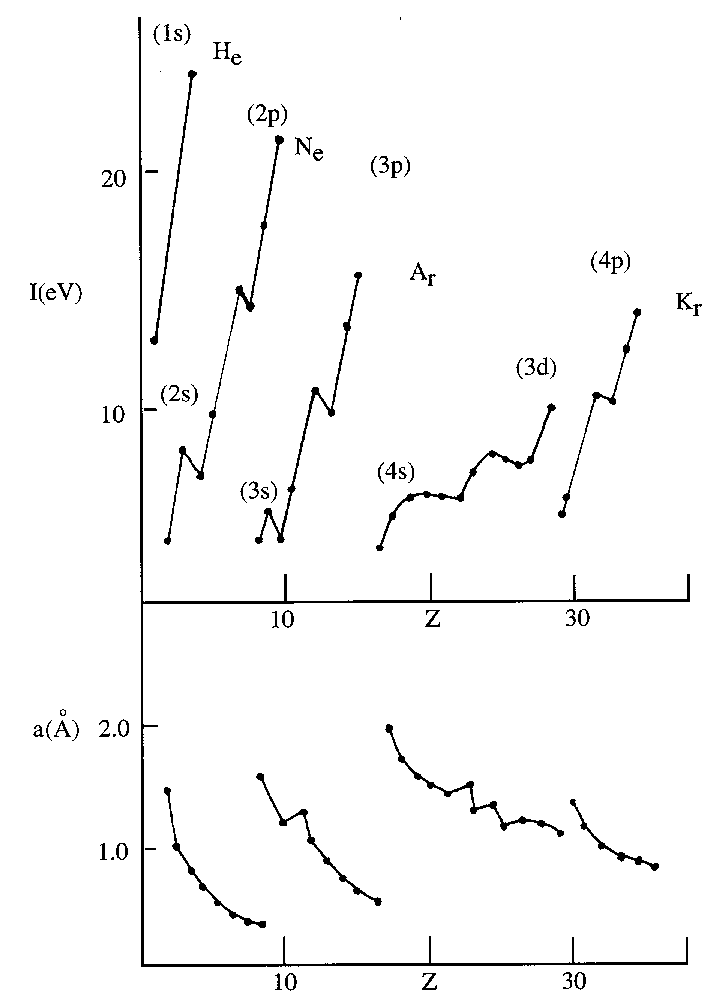 (1s)
He
(2p)
Ne
(3p)
20
(4p)
Ar
I(eV)
Kr
(3d)
(2s)
10
(4s)
(3s)
10
Z
30
a(Å)
2.0
1.0
10
Z
30